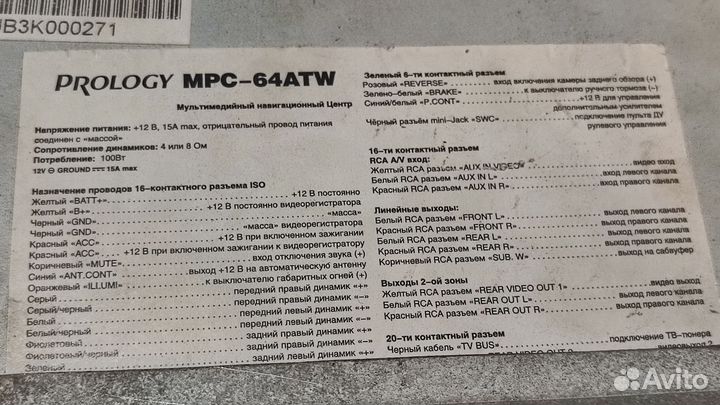 UB3K000271
PROLOGY MPC-64ATW
Мультимедийный навигационный Центр
Напряжение питания: +12 В, 15А max, отрицательный провод питания
соединен с «массой»
Сопротивление динамиков: 4 или 8 Ом
Потребление: 100Вт
12V ⊖ GROUND ⎓ 15A max
Назначение проводов 16-контактного разъема ISO
Желтый «BATT+» +12 В постоянно
Желтый «B+» +12 В постоянно видеорегистратора
Черный «GND» «масса»
Черный «GND» «масса» видеорегистратора
Красный «ACC» +12 В при включенном зажигании
Красный «ACC» +12 В при включенном зажигании к видеорегистратору
Коричневый «MUTE» вход отключения звука (+)
Синий «ANT.CONT» выход +12 В на автоматическую антенну
Оранжевый «ILLUMI» к выключателю габаритных огней (+)
Серый передний правый динамик «+»
Серый/черный передний правый динамик «–»
Белый передний левый динамик «+»
Белый/черный передний левый динамик «–»
Фиолетовый задний правый динамик «+»
Фиолетовый/черный задний правый динамик «–»
Зеленый задний левый динамик «+»
Зеленый 6-ти контактный разъем
Розовый «REVERSE» вход включения камеры заднего обзора (+)
Зелено-белый «BRAKE» к выключателю ручного тормоза (–)
Синий/белый «P.CONT» +12 В для управления
дополнительным усилителем
Чёрный разъём mini-Jack «SWC» подключение пульта ДУ
рулевого управления
16-ти контактный разъем
RCA A/V вход:
Желтый RCA разъем «AUX IN VIDEO» видео вход
Белый RCA разъем «AUX IN L» вход левого канала
Красный RCA разъем «AUX IN R» вход правого канала
Линейные выходы:
Белый RCA разъем «FRONT L» выход левого канала
Красный RCA разъем «FRONT R» выход правого канала
Белый RCA разъем «REAR L» выход левого канала
Красный RCA разъем «REAR R» выход правого канала
Коричневый RCA разъем «SUB. W» выход на сабвуфер
Выходы 2-ой зоны
Желтый RCA разъем «REAR VIDEO OUT 1» видео выход
Белый RCA разъем «REAR OUT L» выход левого канала
Красный RCA разъем «REAR OUT R» выход правого канала
20-ти контактный разъем
Черный кабель «TV BUS» подключение ТВ-тюнера
Avito